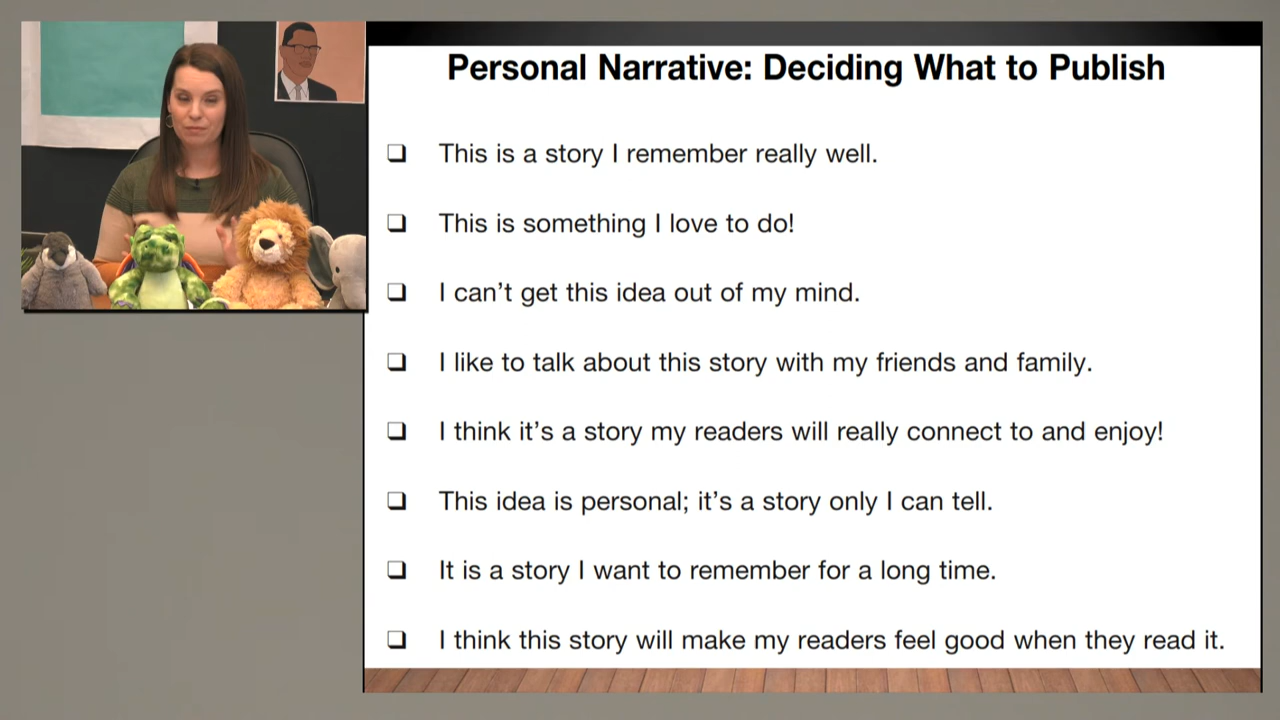 Personal Narrative: Deciding What to Publish
This is a story I remember really well.
This is something I love to do!
I can’t get this idea out of my mind.
I like to talk about this story with my friends and family.
I think it’s a story my readers will really connect to and enjoy!
This idea is personal; it’s a story only I can tell.
It is a story I want to remember for a long time.
I think this story will make my readers feel good when they read it.